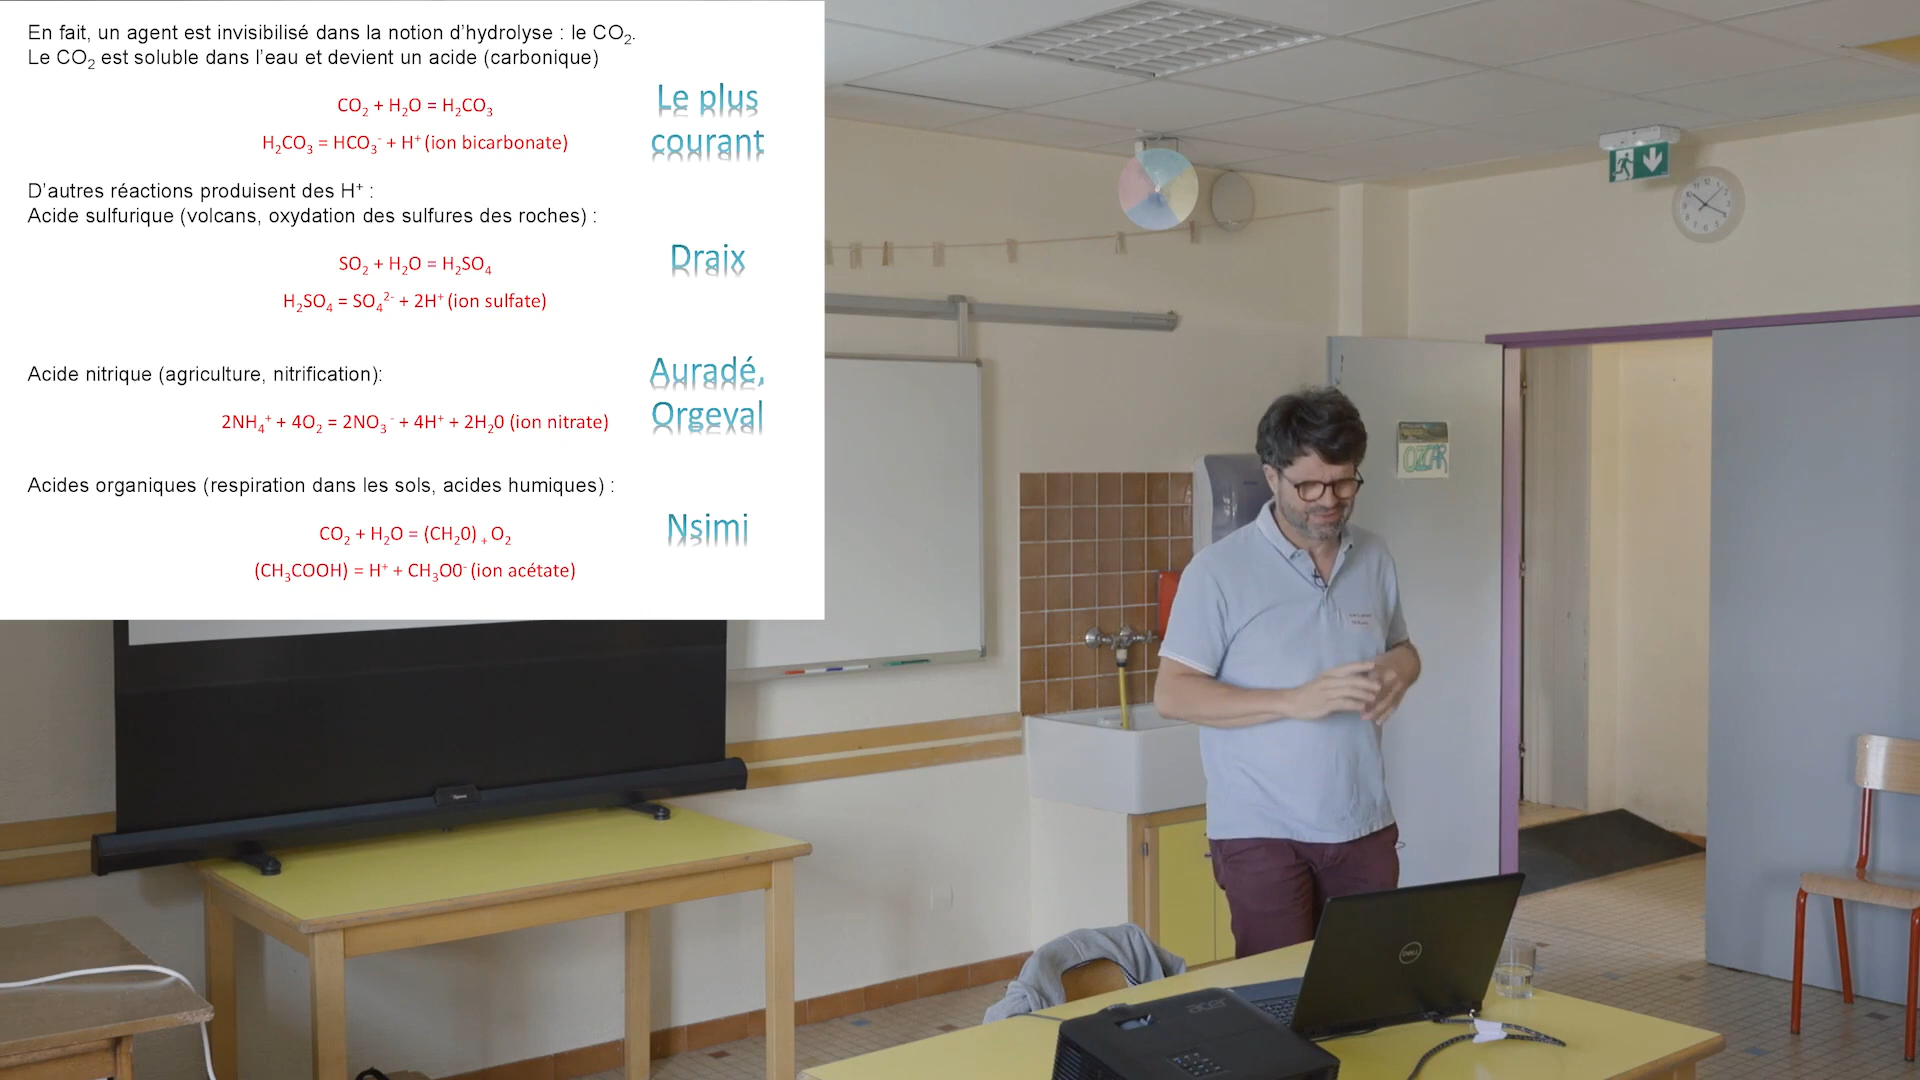 En fait, un agent est invisibilisé dans la notion d'hydrolyse : le CO₂.
Le CO₂ est soluble dans l'eau et devient un acide (carbonique)
CO₂ + H₂O = H₂CO₃
H₂CO₃ = HCO₃⁻ + H⁺ (ion bicarbonate)
Le plus
courant
D'autres réactions produisent des H⁺ :
Acide sulfurique (volcans, oxydation des sulfures des roches) :
SO₂ + H₂O = H₂SO₄
H₂SO₄ = SO₄²⁻ + 2H⁺ (ion sulfate)
Draix
Acide nitrique (agriculture, nitrification):
2NH₄⁺ + 4O₂ = 2NO₃⁻ + 4H⁺ + 2H₂0 (ion nitrate)
Auradé,
Orgeval
Acides organiques (respiration dans les sols, acides humiques) :
CO₂ + H₂O = (CH₂0) ₊ O₂
(CH₃COOH) = H⁺ + CH₃O0⁻ (ion acétate)
Nsimi
OZCAR
DELL
acer